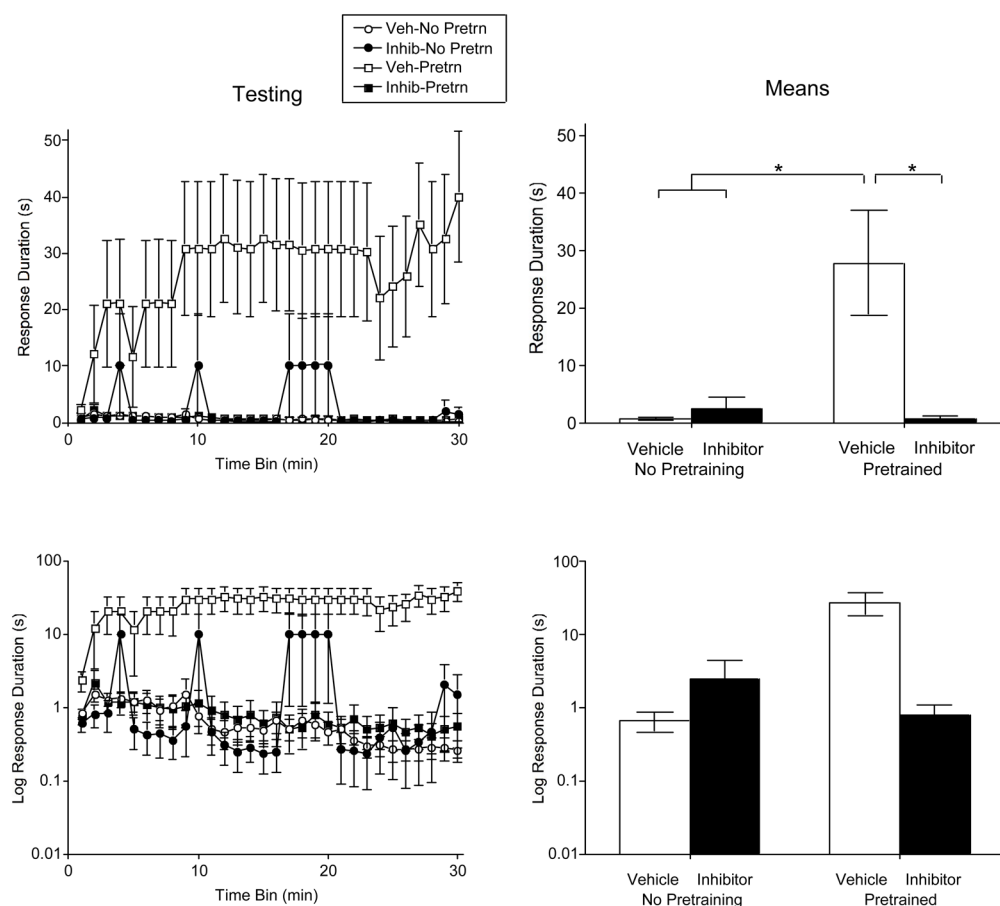 Veh-No Pretrn
Inhib-No Pretrn
Veh-Pretrn
Inhib-Pretrn
Testing
Means
50
40
30
20
10
0
Response Duration (s)
0
10
20
30
Time Bin (min)
50
40
30
20
10
0
Response Duration (s)
*
*
Vehicle Inhibitor
No Pretraining
Vehicle Inhibitor
Pretrained
100
10
1
0.1
0.01
Log Response Duration (s)
0
10
20
30
Time Bin (min)
100
10
1
0.1
0.01
Log Response Duration (s)
Vehicle Inhibitor
No Pretraining
Vehicle Inhibitor
Pretrained